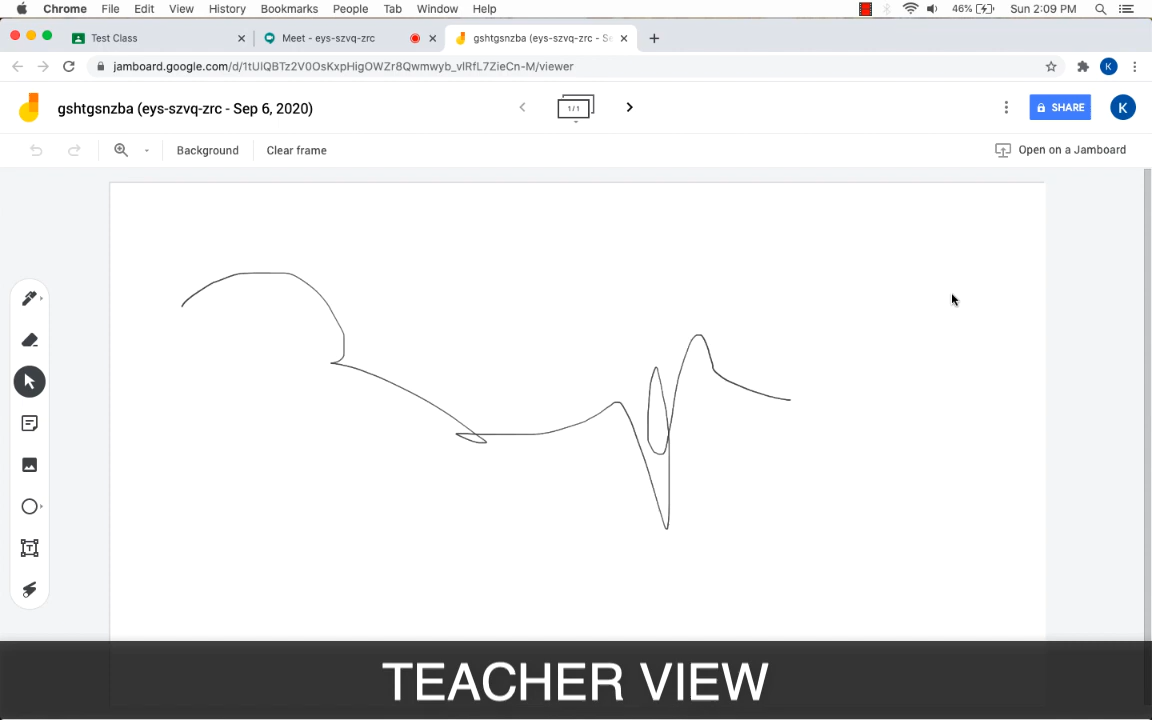 Chrome File Edit View History Bookmarks People Tab Window Help 46% Sun 2:09 PM
Test Class Meet - eys-szvq-zrc gshtgsnzba (eys-szvq-zrc - Se
jamboard.google.com/d/1tUIQBTz2V0OsKxpHigOWZr8Qwmwyb_vlRfL7ZieCn-M/viewer K
gshtgsnzba (eys-szvq-zrc - Sep 6, 2020) 1/1 SHARE K
Background Clear frame Open on a Jamboard
T
TEACHER VIEW